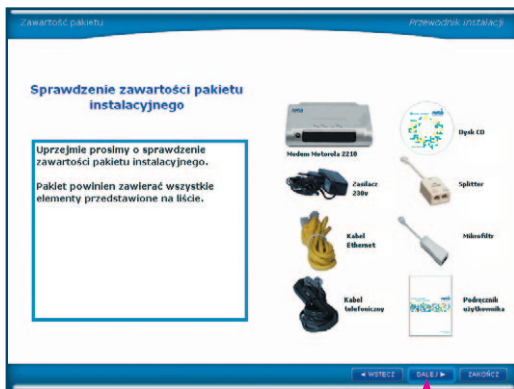 Zawartość pakietu
Przewodnik Instalacji
Sprawdzenie zawartości pakietu
instalacyjnego
Uprzejmie prosimy o sprawdzenie
zawartości pakietu instalacyjnego.
Pakiet powinien zawierać wszystkie
elementy przedstawione na liście.
Modem Motorola 2210
Dysk CD
Zasilacz
230v
Splitter
Kabel
Ethernet
Mikrofiltr
Kabel
telefoniczny
Podręcznik
użytkownika
◄ WSTECZ
DALEJ ►
ZAKOŃCZ